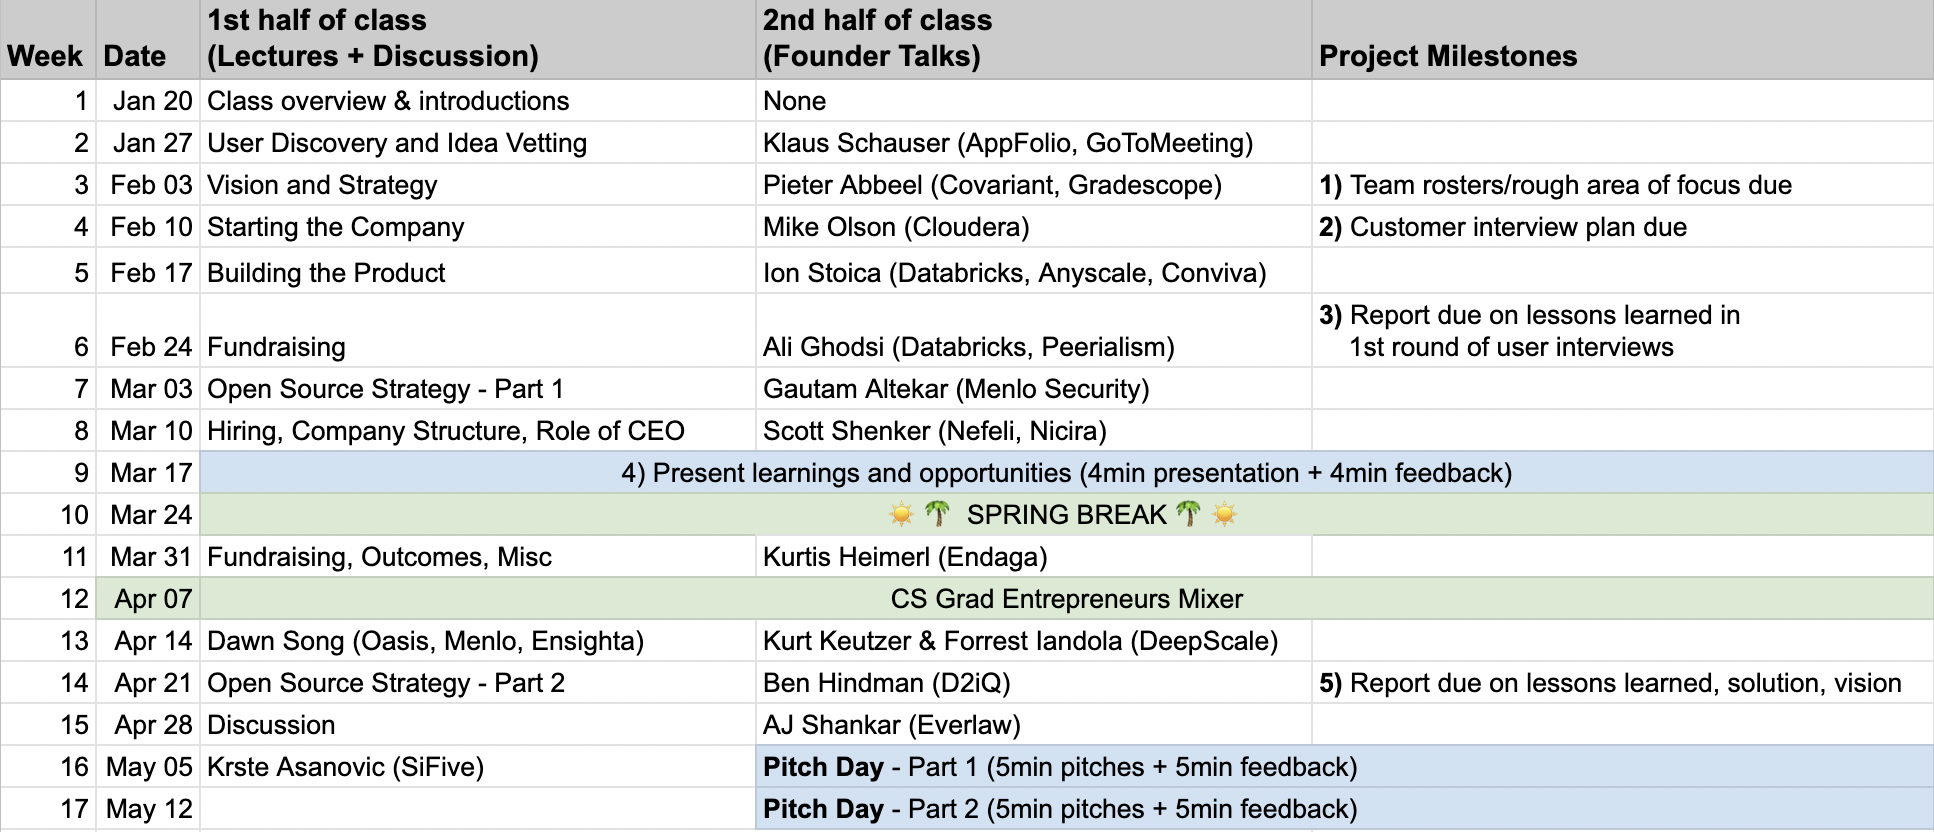 Week Date 1st half of class (Lectures + Discussion) 2nd half of class (Founder Talks) Project Milestones
1 Jan 20 Class overview & introductions None
2 Jan 27 User Discovery and Idea Vetting Klaus Schauser (AppFolio, GoToMeeting)
3 Feb 03 Vision and Strategy Pieter Abbeel (Covariant, Gradescope) 1) Team rosters/rough area of focus due
4 Feb 10 Starting the Company Mike Olson (Cloudera) 2) Customer interview plan due
5 Feb 17 Building the Product Ion Stoica (Databricks, Anyscale, Conviva)
6 Feb 24 Fundraising Ali Ghodsi (Databricks, Peerialism) 3) Report due on lessons learned in
1st round of user interviews
7 Mar 03 Open Source Strategy - Part 1 Gautam Altekar (Menlo Security)
8 Mar 10 Hiring, Company Structure, Role of CEO Scott Shenker (Nefeli, Nicira)
9 Mar 17 4) Present learnings and opportunities (4min presentation + 4min feedback)
10 Mar 24 ☀️ 🌴 SPRING BREAK 🌴 ☀️
11 Mar 31 Fundraising, Outcomes, Misc Kurtis Heimerl (Endaga)
12 Apr 07 CS Grad Entrepreneurs Mixer
13 Apr 14 Dawn Song (Oasis, Menlo, Ensighta) Kurt Keutzer & Forrest Iandola (DeepScale)
14 Apr 21 Open Source Strategy - Part 2 Ben Hindman (D2iQ) 5) Report due on lessons learned, solution, vision
15 Apr 28 Discussion AJ Shankar (Everlaw)
16 May 05 Krste Asanovic (SiFive) Pitch Day - Part 1 (5min pitches + 5min feedback)
17 May 12 Pitch Day - Part 2 (5min pitches + 5min feedback)